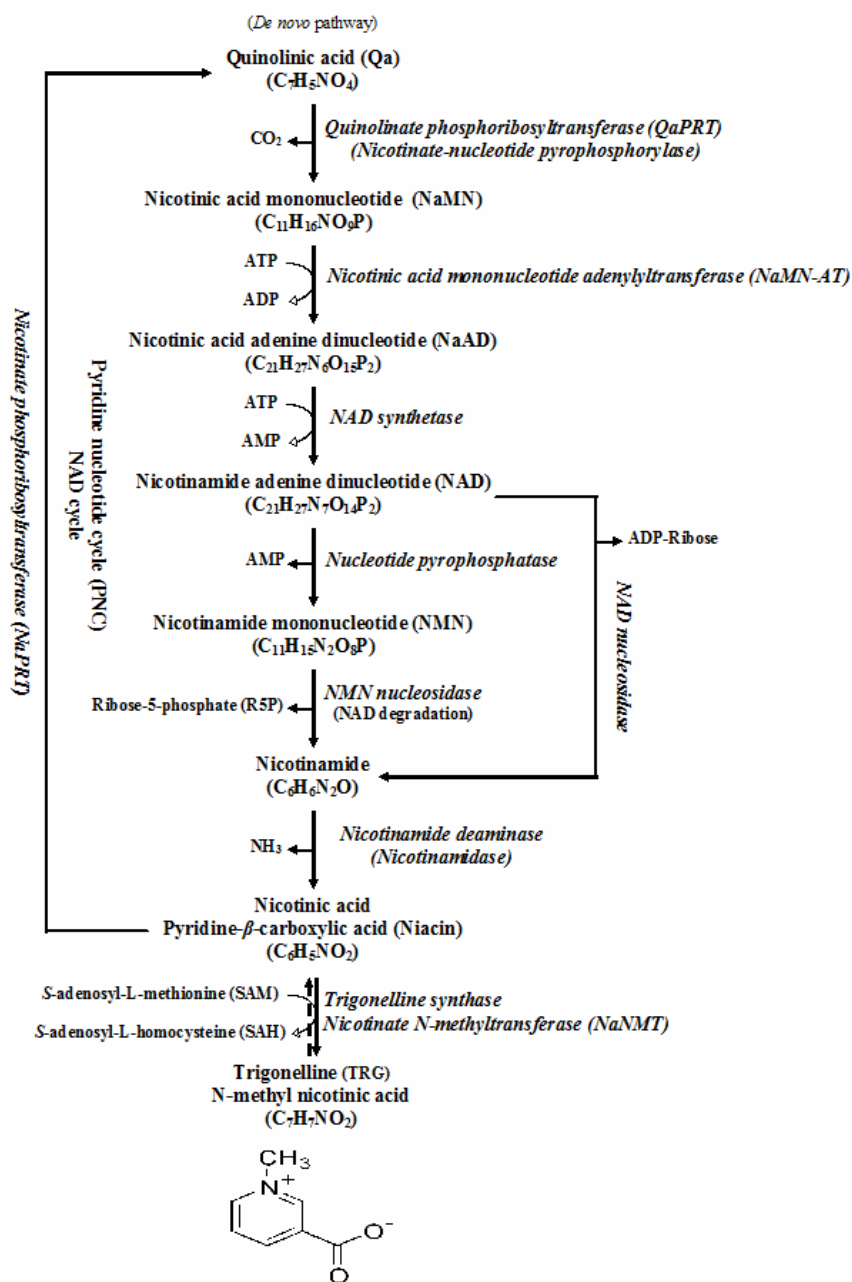 (De novo pathway)
Quinolinic acid (Qa)
(C₇H₅NO₄)
CO₂
Quinolinate phosphoribosyltransferase (QaPRT)
(Nicotinate-nucleotide pyrophosphorylase)
Nicotinic acid mononucleotide (NaMN)
(C₁₁H₁₆NO₉P)
ATP
ADP
Nicotinic acid mononucleotide adenylyltransferase (NaMN-AT)
Nicotinic acid adenine dinucleotide (NaAD)
(C₂₁H₂₇N₆O₁₅P₂)
ATP
AMP
NAD synthetase
Nicotinamide adenine dinucleotide (NAD)
(C₂₁H₂₇N₇O₁₄P₂)
ADP-Ribose
AMP
Nucleotide pyrophosphatase
Nicotinamide mononucleotide (NMN)
(C₁₁H₁₅N₂O₈P)
Ribose-5-phosphate (R5P)
NMN nucleosidase
(NAD degradation)
NAD nucleosidase
Nicotinamide
(C₆H₆N₂O)
NH₃
Nicotinamide deaminase
(Nicotinamidase)
Nicotinic acid
Pyridine-β-carboxylic acid (Niacin)
(C₆H₅NO₂)
Nicotinate phosphoribosyltransferase (NaPRT)
Pyridine nucleotide cycle (PNC)
NAD cycle
S-adenosyl-L-methionine (SAM)
S-adenosyl-L-homocysteine (SAH)
Trigonelline synthase
Nicotinate N-methyltransferase (NaNMT)
Trigonelline (TRG)
N-methyl nicotinic acid
(C₇H₇NO₂)
CH₃
N⁺
O⁻
O